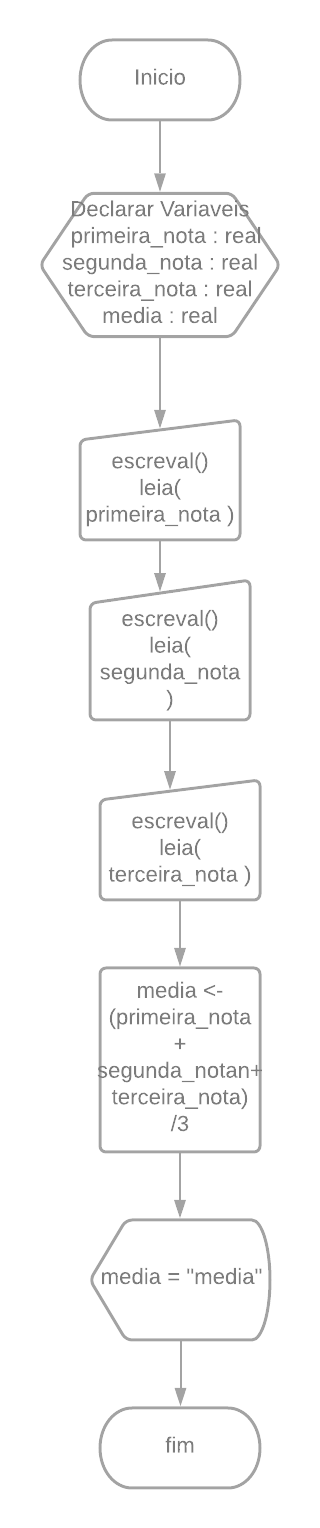 Inicio
Declarar Variaveis
primeira_nota : real
segunda_nota : real
terceira_nota : real
media : real
escreval()
leia(
primeira_nota )
escreval()
leia(
segunda_nota
)
escreval()
leia(
terceira_nota )
media <-
(primeira_nota
+
segunda_notan+
terceira_nota)
/3
media = "media"
fim